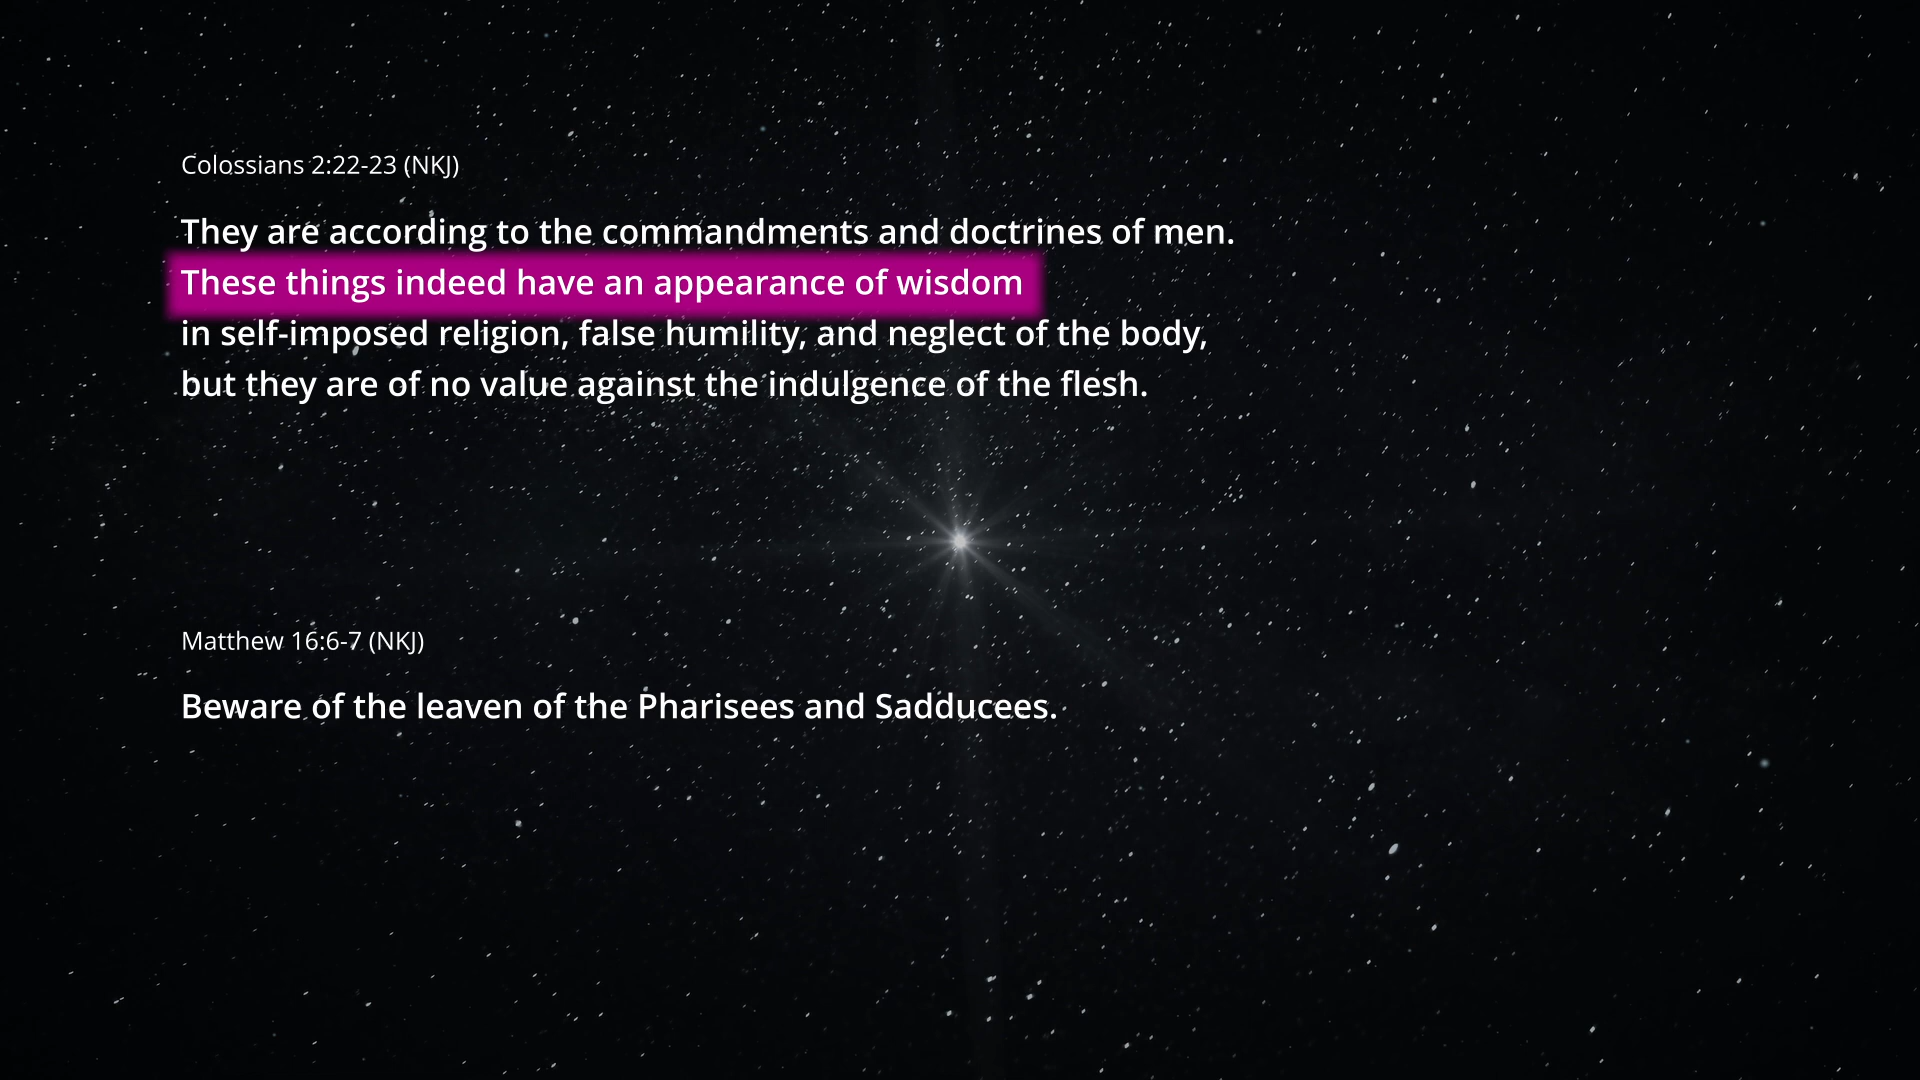 Colossians 2:22-23 (NKJ)
They are according to the commandments and doctrines of men.
These things indeed have an appearance of wisdom
in self-imposed religion, false humility, and neglect of the body,
but they are of no value against the indulgence of the flesh.
Matthew 16:6-7 (NKJ)
Beware of the leaven of the Pharisees and Sadducees.